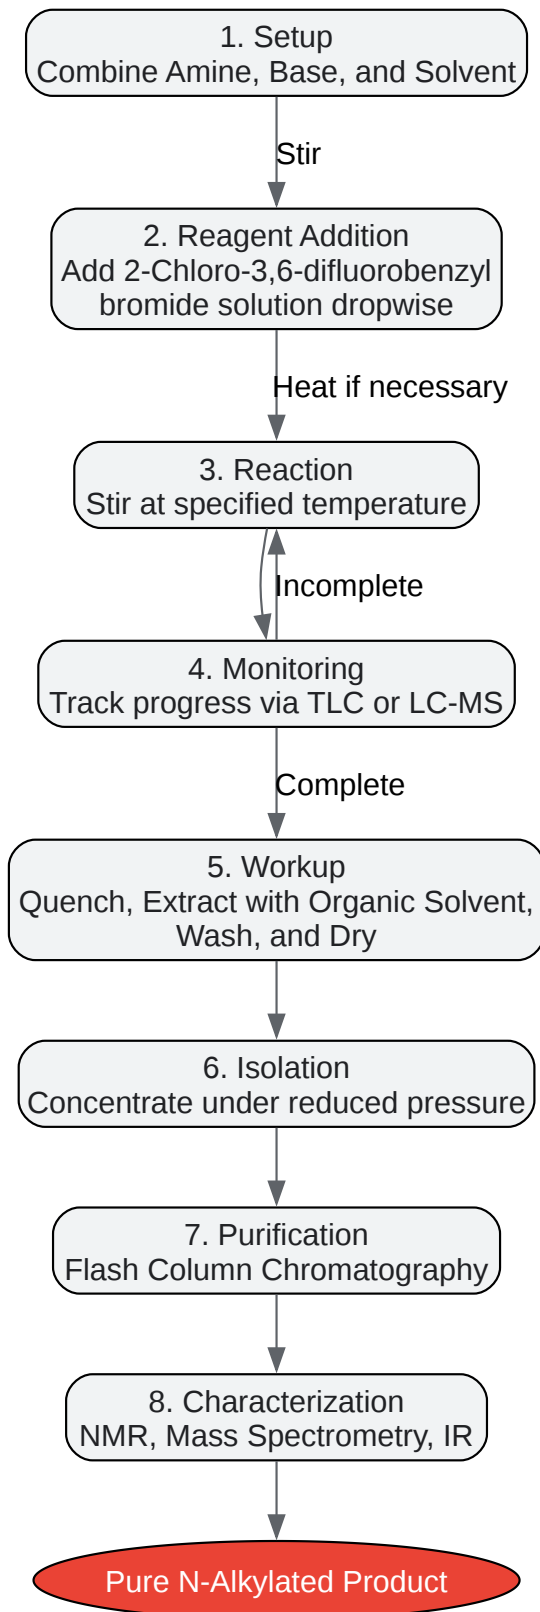 1. Setup
Combine Amine, Base, and Solvent
Stir
2. Reagent Addition
Add 2-Chloro-3,6-difluorobenzyl
bromide solution dropwise
Heat if necessary
3. Reaction
Stir at specified temperature
Incomplete
4. Monitoring
Track progress via TLC or LC-MS
Complete
5. Workup
Quench, Extract with Organic Solvent,
Wash, and Dry
6. Isolation
Concentrate under reduced pressure
7. Purification
Flash Column Chromatography
8. Characterization
NMR, Mass Spectrometry, IR
Pure N-Alkylated Product